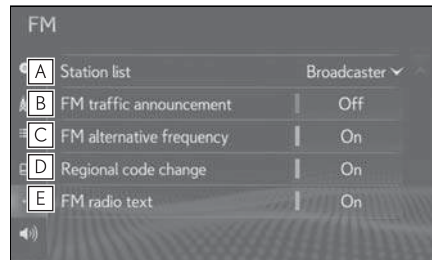 FM
A Station list Broadcaster
B FM traffic announcement Off
C FM alternative frequency On
D Regional code change On
E FM radio text On